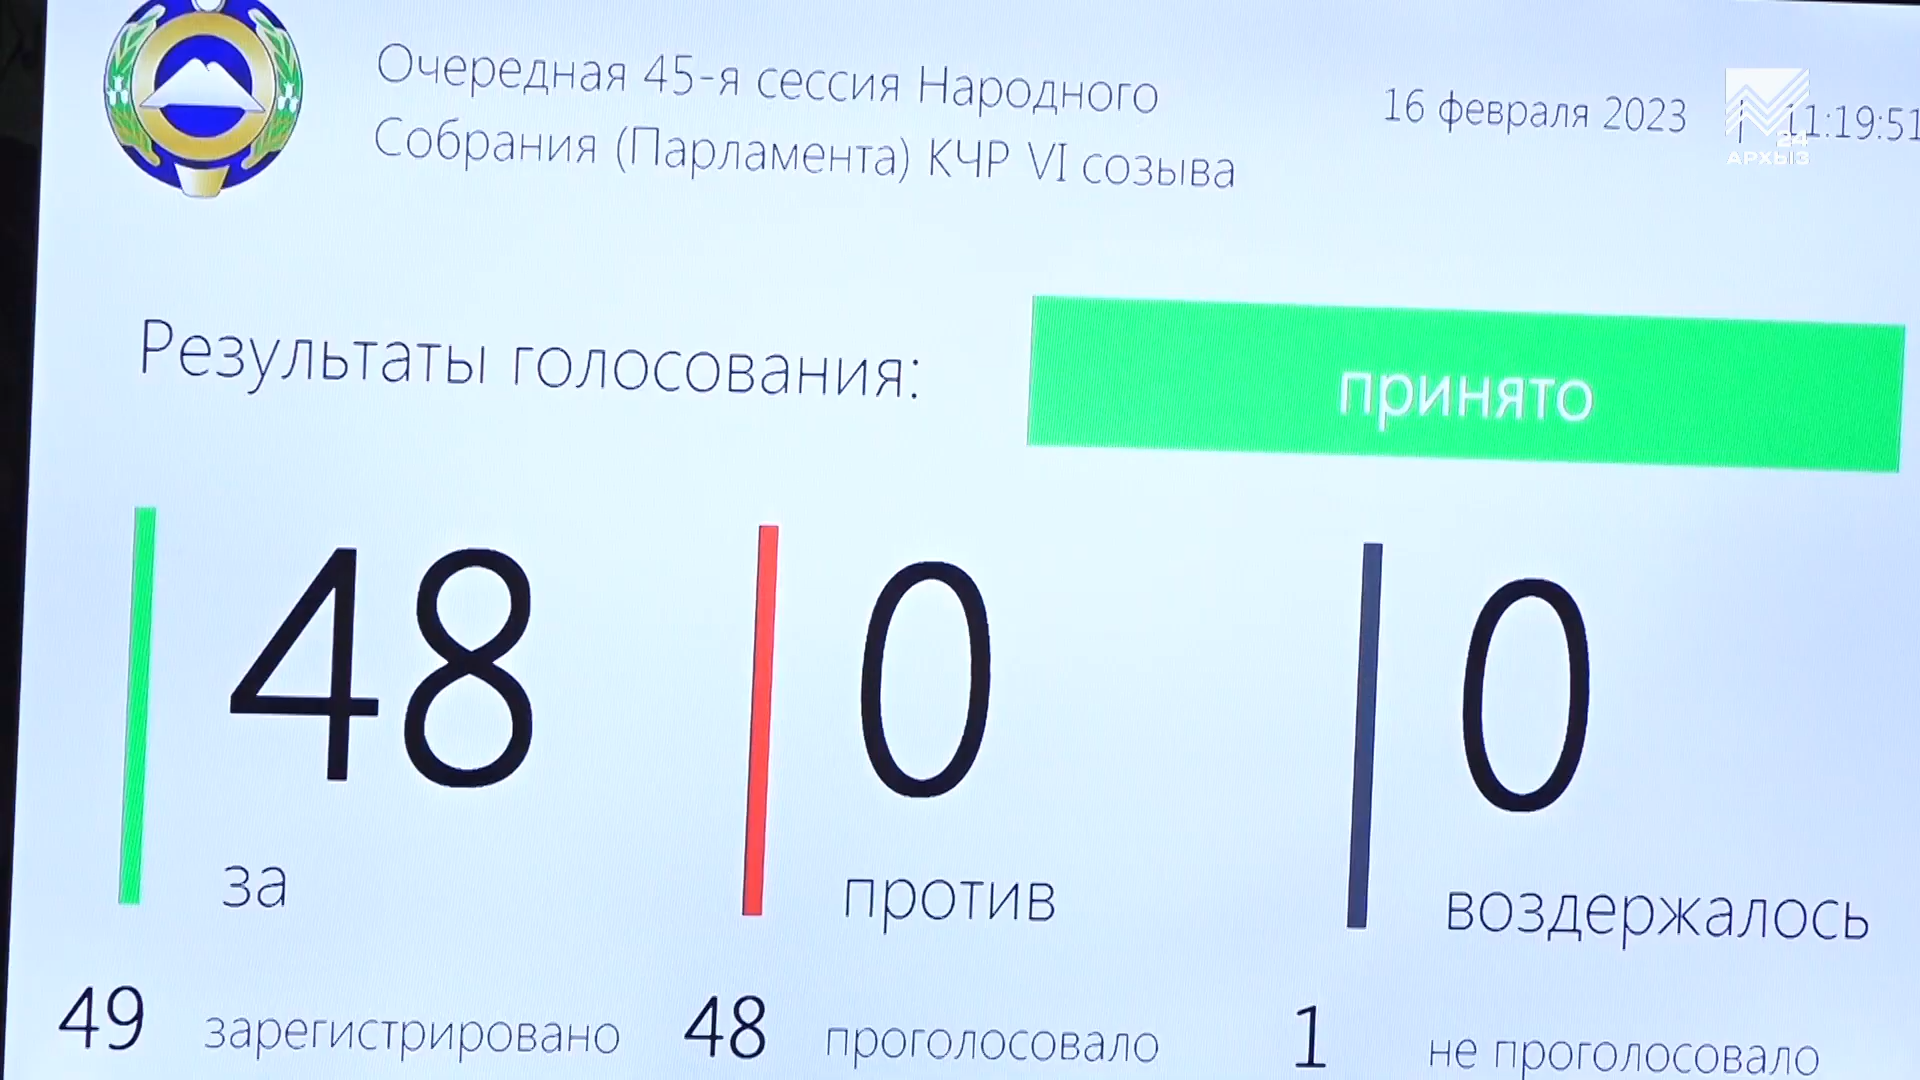 Очередная 45-я сессия Народного
Собрания (Парламента) КЧР VI созыва
16 февраля 2023 | 11:19:51
24
АРХЫЗ
Результаты голосования:
принято
48
0
0
за
против
воздержалось
49 зарегистрировано 48 проголосовало 1 не проголосовало